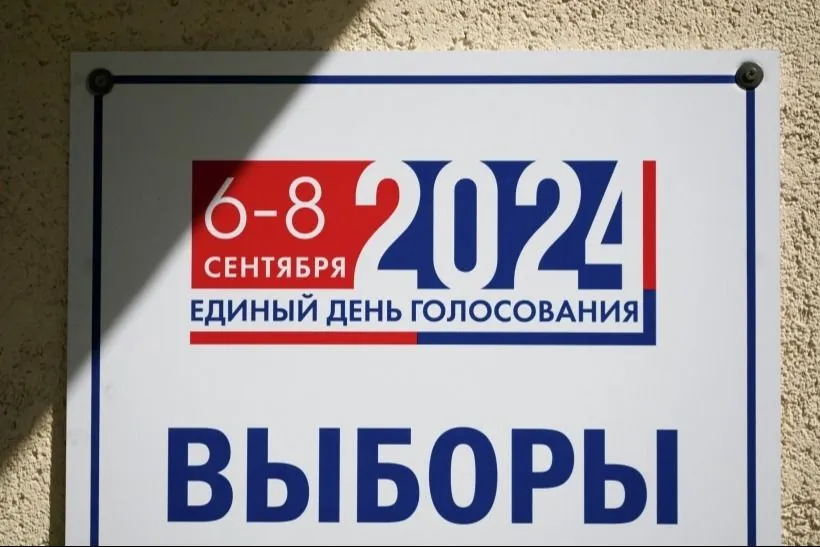 6-8 2024
СЕНТЯБРЯ
ЕДИНЫЙ ДЕНЬ ГОЛОСОВАНИЯ
ВЫБОРЫ